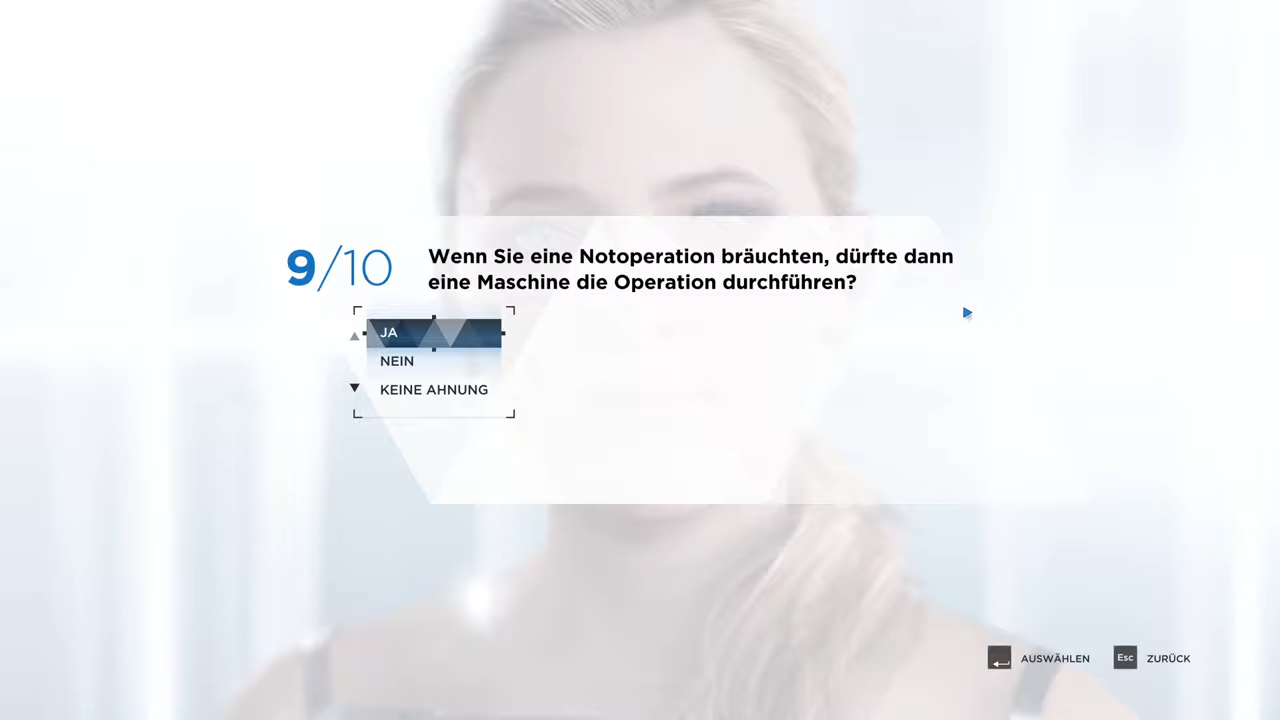 9/10
Wenn Sie eine Notoperation bräuchten, dürfte dann
eine Maschine die Operation durchführen?
JA
NEIN
KEINE AHNUNG
AUSWÄHLEN
Esc ZURÜCK